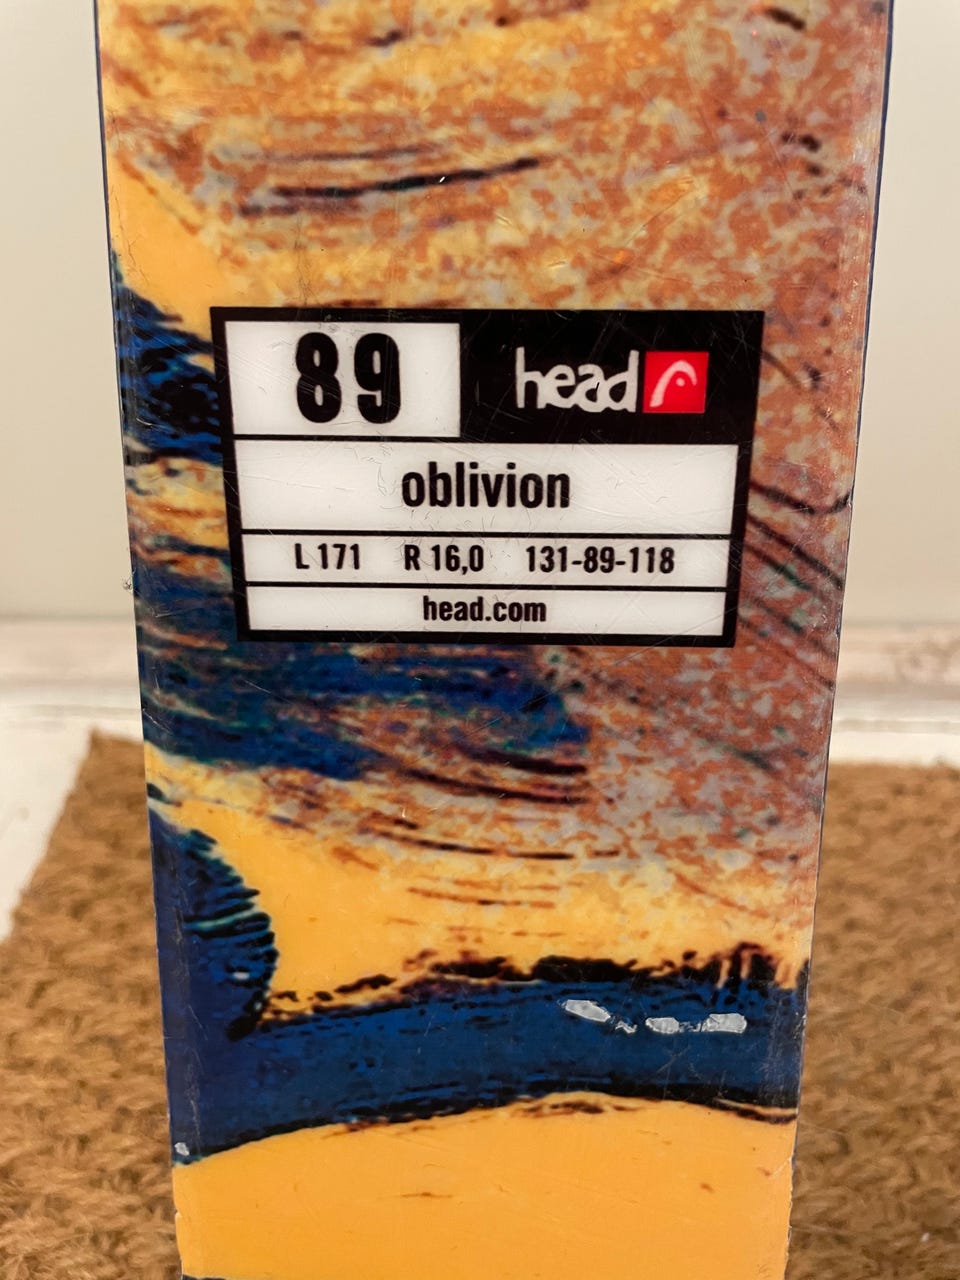 89 head
oblivion
L 171 R 16,0 131-89-118
head.com